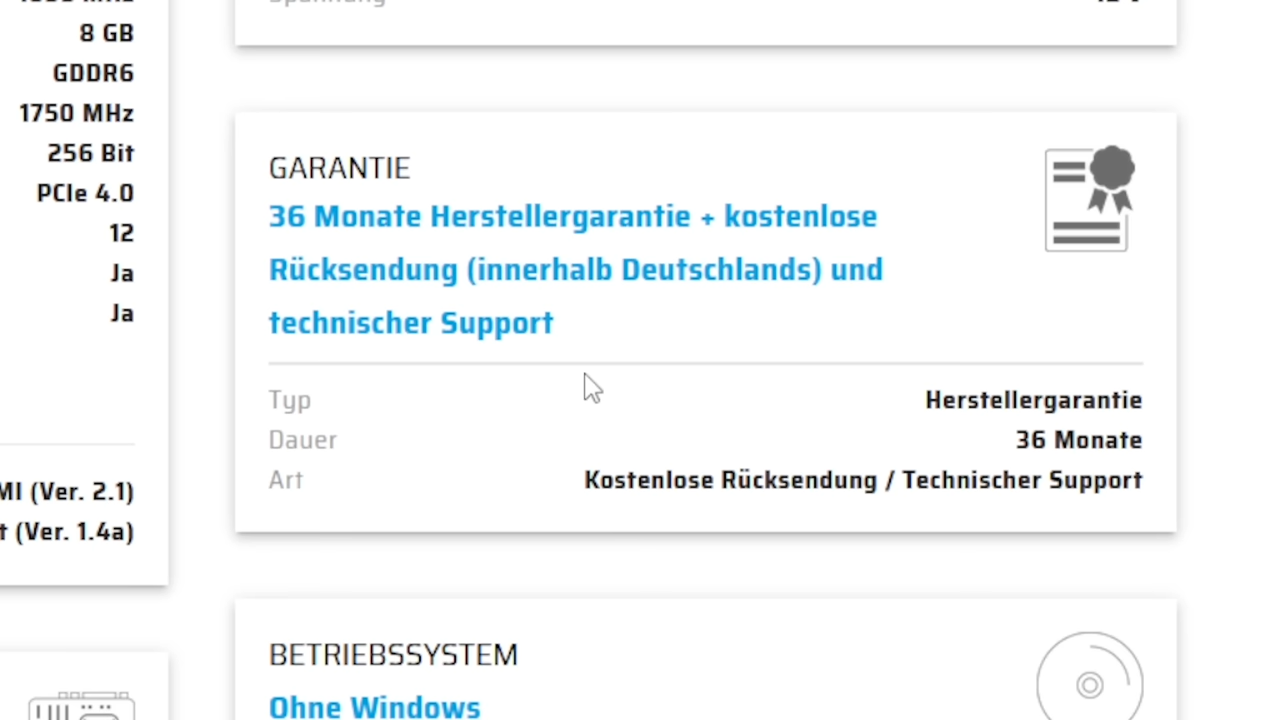 8 GB
GDDR6
1750 MHz
256 Bit
PCIe 4.0
12
Ja
Ja
MI (Ver. 2.1)
t (Ver. 1.4a)
Spannung
GARANTIE
36 Monate Herstellergarantie + kostenlose
Rücksendung (innerhalb Deutschlands) und
technischer Support
Typ Herstellergarantie
Dauer 36 Monate
Art Kostenlose Rücksendung / Technischer Support
BETRIEBSSYSTEM
Ohne Windows